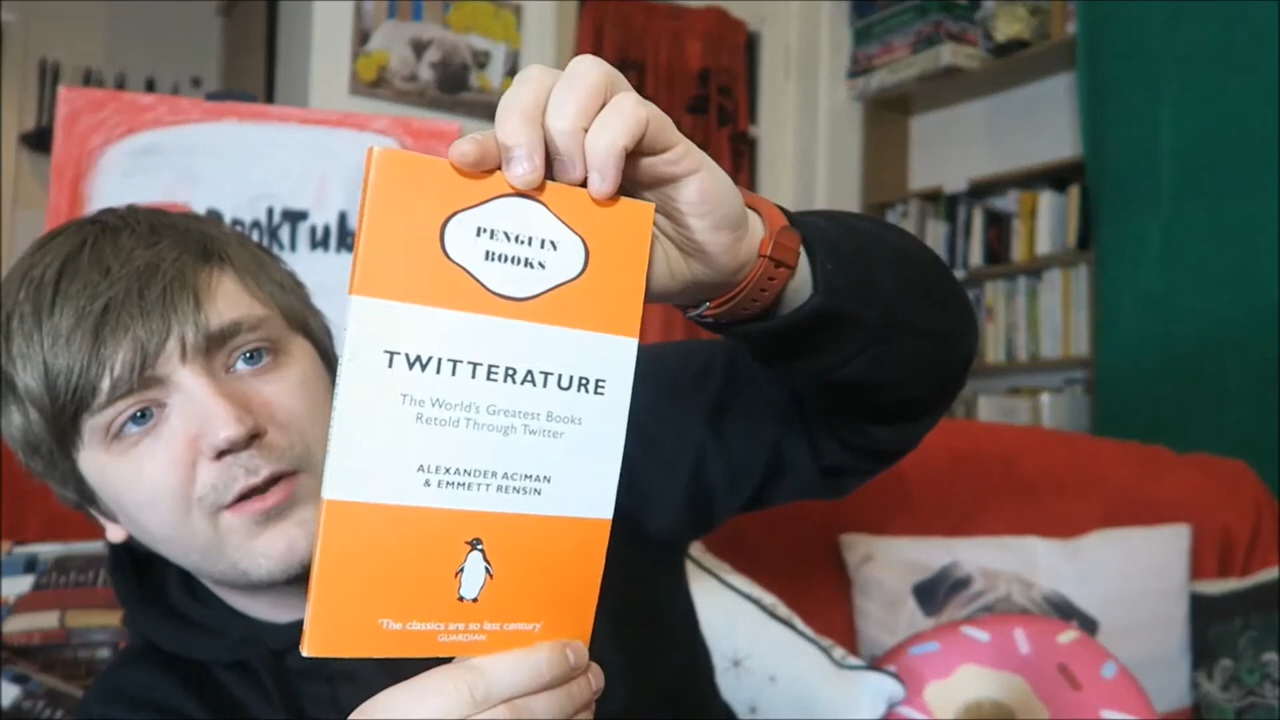 BookTub
PENGUIN
BOOKS
TWITTERATURE
The World's Greatest Books
Retold Through Twitter
ALEXANDER ACIMAN
& EMMETT RENSIN
'The classics are so last century'
GUARDIAN